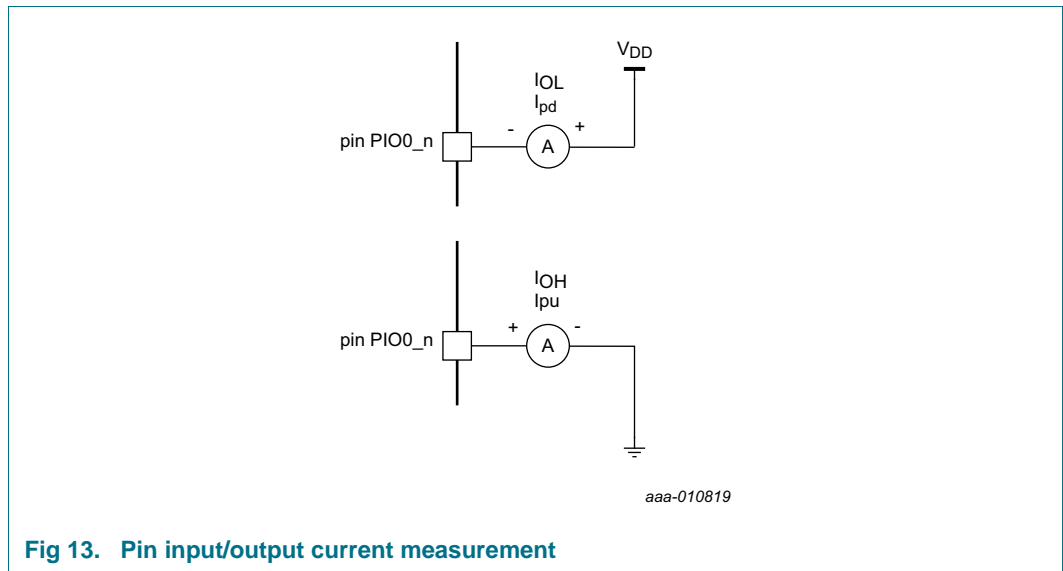 VDD
IOL
Ipd
pin PIO0_n
- A +
IOH
Ipu
pin PIO0_n
+ A -
aaa-010819
Fig 13. Pin input/output current measurement